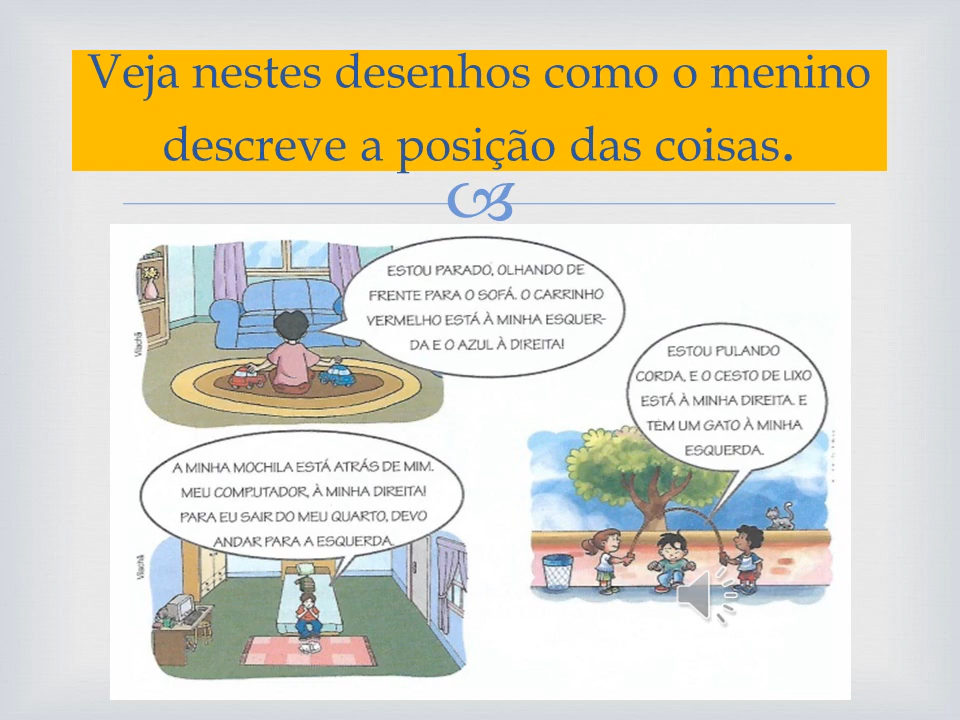 Veja nestes desenhos como o menino
descreve a posição das coisas.
ESTOU PARADO, OLHANDO DE
FRENTE PARA O SOFÁ. O CARRINHO
VERMELHO ESTÁ À MINHA ESQUER-
DA E O AZUL À DIREITA!
ESTOU PULANDO
CORDA, E O CESTO DE LIXO
ESTÁ À MINHA DIREITA. E
TEM UM GATO À MINHA
ESQUERDA.
A MINHA MOCHILA ESTÁ ATRÁS DE MIM.
MEU COMPUTADOR, À MINHA DIREITA!
PARA EU SAIR DO MEU QUARTO, DEVO
ANDAR PARA A ESQUERDA.
Vilachã
Vilachã